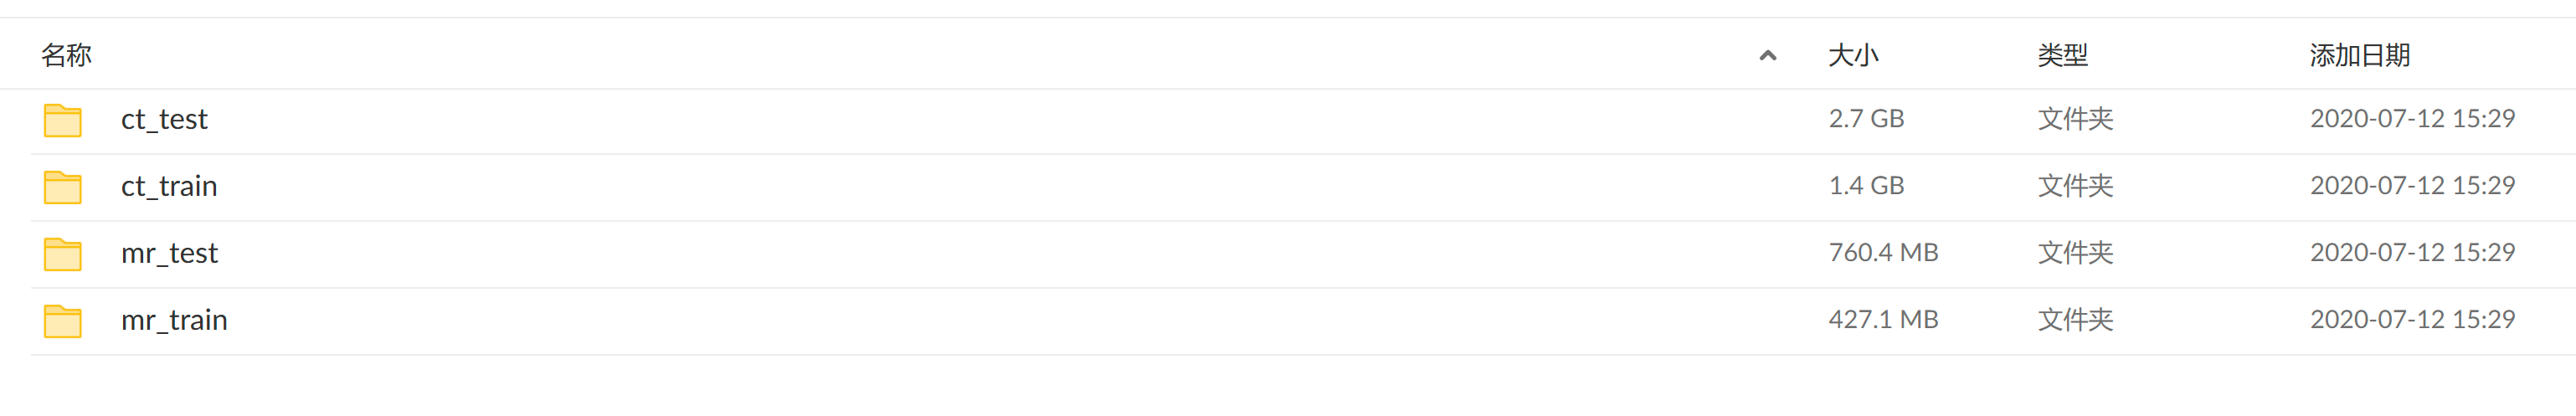 名称 大小 类型 添加日期
ct_test 2.7 GB 文件夹 2020-07-12 15:29
ct_train 1.4 GB 文件夹 2020-07-12 15:29
mr_test 760.4 MB 文件夹 2020-07-12 15:29
mr_train 427.1 MB 文件夹 2020-07-12 15:29